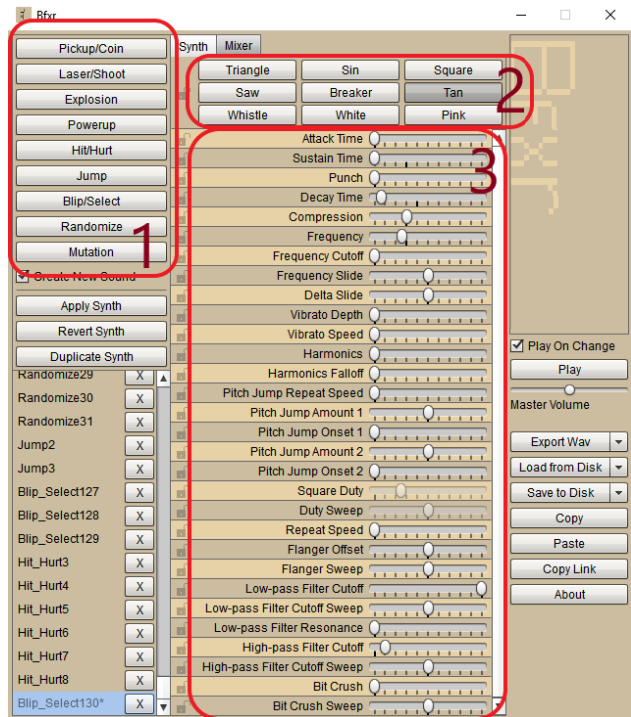 Bfxr
Pickup/Coin
Laser/Shoot
Explosion
Powerup
Hit/Hurt
Jump
Blip/Select
Randomize
Mutation
1
Create New Sound
Apply Synth
Revert Synth
Duplicate Synth
Randomize29 X
Randomize30 X
Randomize31 X
Jump2 X
Jump3 X
Blip_Select127 X
Blip_Select128 X
Blip_Select129 X
Hit_Hurt3 X
Hit_Hurt4 X
Hit_Hurt5 X
Hit_Hurt6 X
Hit_Hurt7 X
Hit_Hurt8 X
Blip_Select130* X
Synth Mixer
Triangle Sin Square
Saw Breaker Tan
Whistle White Pink
2
Attack Time
Sustain Time
Punch
Decay Time
Compression
Frequency
Frequency Cutoff
Frequency Slide
Delta Slide
Vibrato Depth
Vibrato Speed
Harmonics
Harmonics Falloff
Pitch Jump Repeat Speed
Pitch Jump Amount 1
Pitch Jump Onset 1
Pitch Jump Amount 2
Pitch Jump Onset 2
Square Duty
Duty Sweep
Repeat Speed
Flanger Offset
Flanger Sweep
Low-pass Filter Cutoff
Low-pass Filter Cutoff Sweep
Low-pass Filter Resonance
High-pass Filter Cutoff
High-pass Filter Cutoff Sweep
Bit Crush
Bit Crush Sweep
3
Bfxr
Play On Change
Play
Master Volume
Export Wav
Load from Disk
Save to Disk
Copy
Paste
Copy Link
About